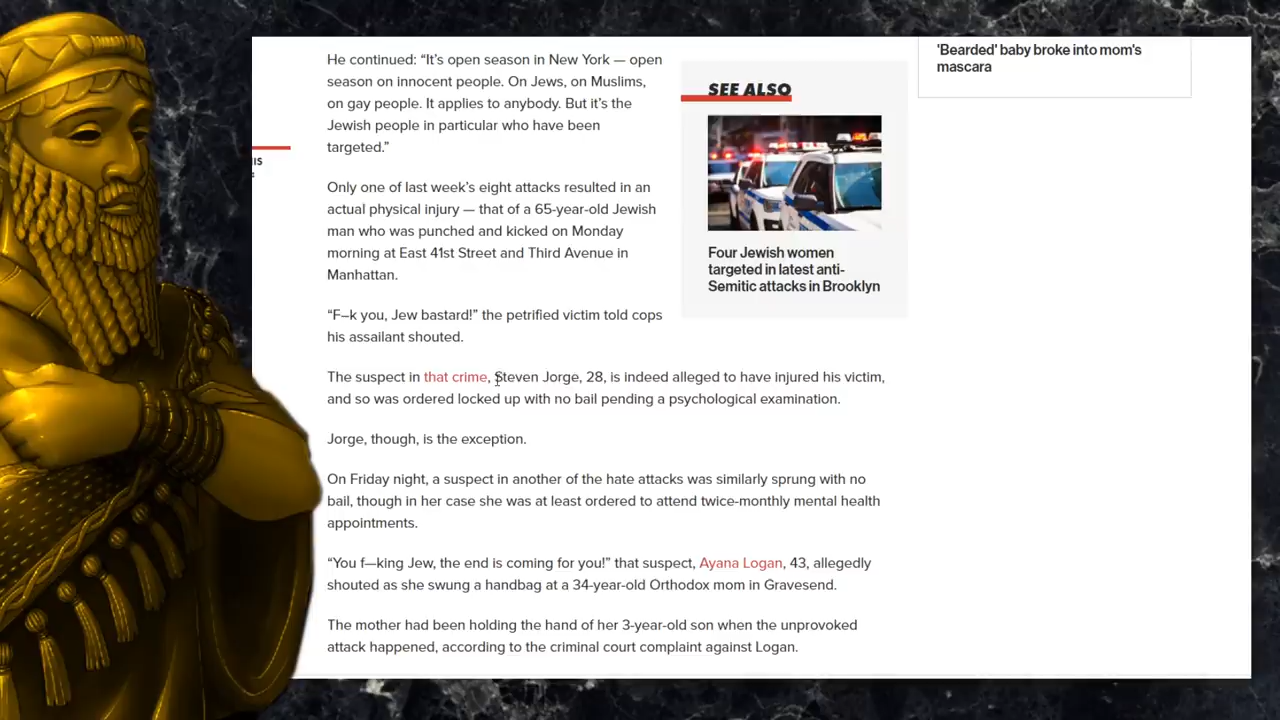 He continued: “It’s open season in New York — open
season on innocent people. On Jews, on Muslims,
on gay people. It applies to anybody. But it’s the
Jewish people in particular who have been
targeted.”
Only one of last week’s eight attacks resulted in an
actual physical injury — that of a 65-year-old Jewish
man who was punched and kicked on Monday
morning at East 41st Street and Third Avenue in
Manhattan.
“F–k you, Jew bastard!” the petrified victim told cops
his assailant shouted.
The suspect in that crime, Steven Jorge, 28, is indeed alleged to have injured his victim,
and so was ordered locked up with no bail pending a psychological examination.
Jorge, though, is the exception.
On Friday night, a suspect in another of the hate attacks was similarly sprung with no
bail, though in her case she was at least ordered to attend twice-monthly mental health
appointments.
“You f—king Jew, the end is coming for you!” that suspect, Ayana Logan, 43, allegedly
shouted as she swung a handbag at a 34-year-old Orthodox mom in Gravesend.
The mother had been holding the hand of her 3-year-old son when the unprovoked
attack happened, according to the criminal court complaint against Logan.
SEE ALSO
Four Jewish women
targeted in latest anti-
Semitic attacks in Brooklyn
'Bearded' baby broke into mom's
mascara